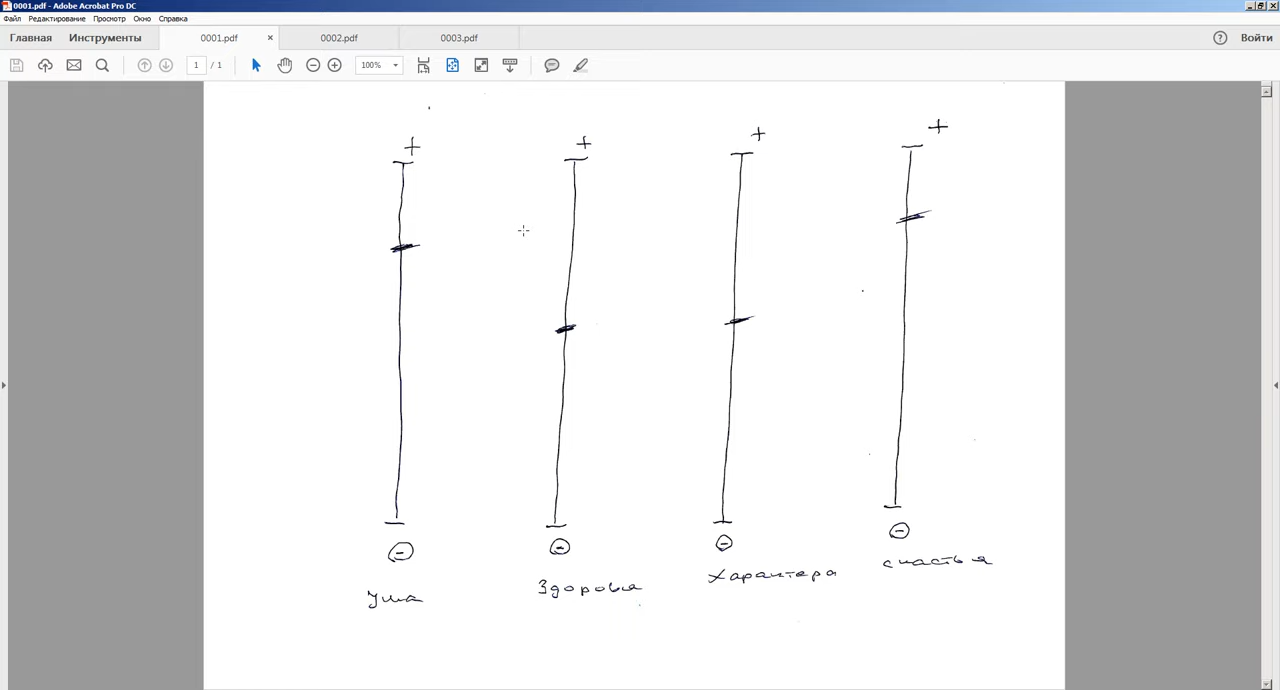 0001.pdf - Adobe Acrobat Pro DC
Файл Редактирование Просмотр Окно Справка
Главная Инструменты 0001.pdf × 0002.pdf 0003.pdf ? Войти
1 / 1 100%
+ + + +
- - - -
Ума Здоровья Характера счастья